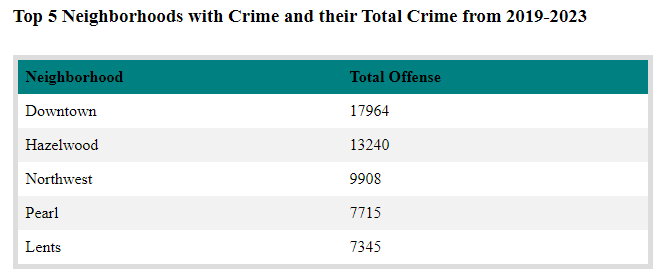 Top 5 Neighborhoods with Crime and their Total Crime from 2019-2023
Neighborhood Total Offense
Downtown 17964
Hazelwood 13240
Northwest 9908
Pearl 7715
Lents 7345